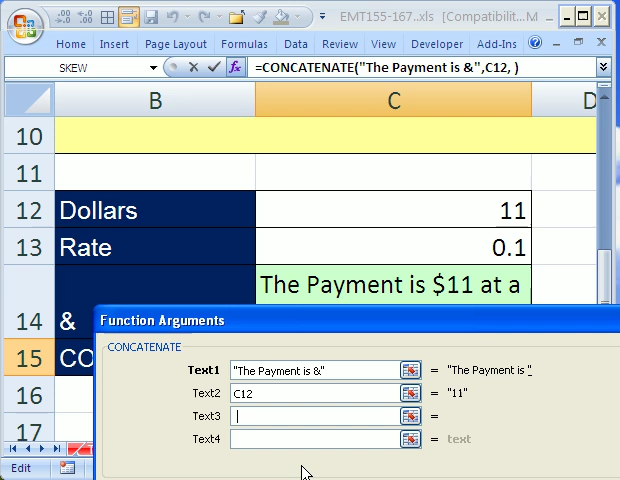 EMT155-167..xls [Compatibilit... M
Home Insert Page Layout Formulas Data Review View Developer Add-Ins
SKEW =CONCATENATE("The Payment is &",C12, )
B C D
10
11
12 Dollars 11
13 Rate 0.1
The Payment is $11 at a
14 &
15 CO
16
17
Function Arguments
CONCATENATE
Text1 "The Payment is &" = "The Payment is "
Text2 C12 = "11"
Text3 =
Text4 = text
Edit